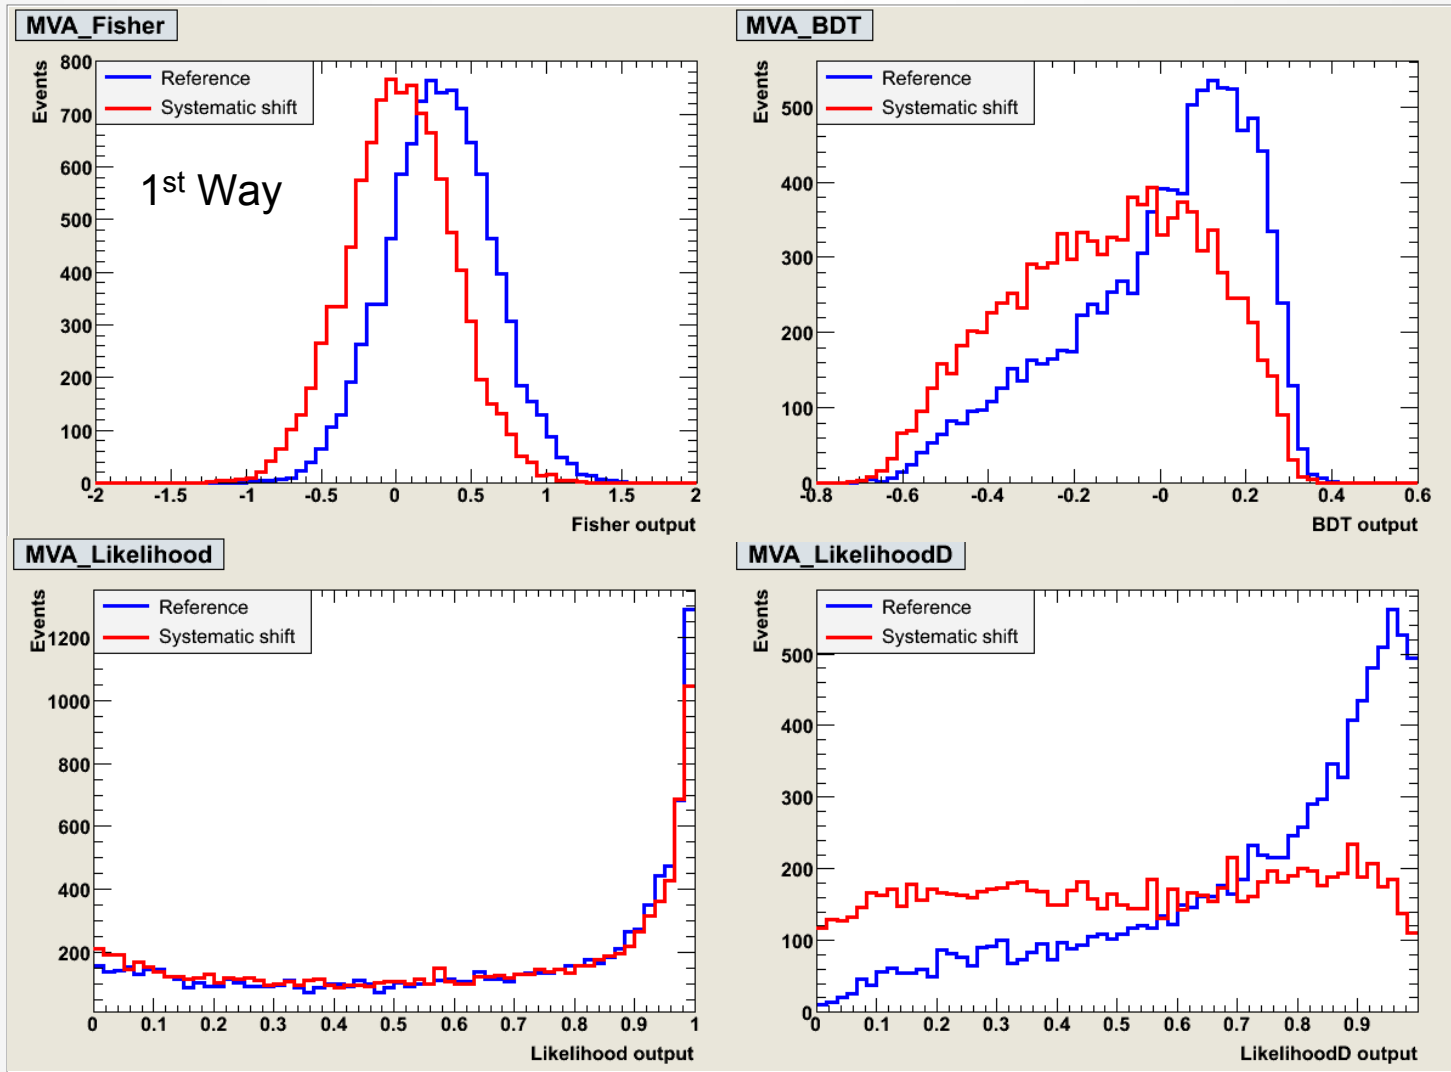 MVA_Fisher
Events
800
700
600
500
400
300
200
100
0
Reference
Systematic shift
1st Way
-2 -1.5 -1 -0.5 0 0.5 1 1.5 2
Fisher output
MVA_BDT
Events
500
400
300
200
100
0
Reference
Systematic shift
-0.8 -0.6 -0.4 -0.2 -0 0.2 0.4 0.6
BDT output
MVA_Likelihood
Events
1200
1000
800
600
400
200
Reference
Systematic shift
0 0.1 0.2 0.3 0.4 0.5 0.6 0.7 0.8 0.9 1
Likelihood output
MVA_LikelihoodD
Events
500
400
300
200
100
0
Reference
Systematic shift
0 0.1 0.2 0.3 0.4 0.5 0.6 0.7 0.8 0.9
LikelihoodD output